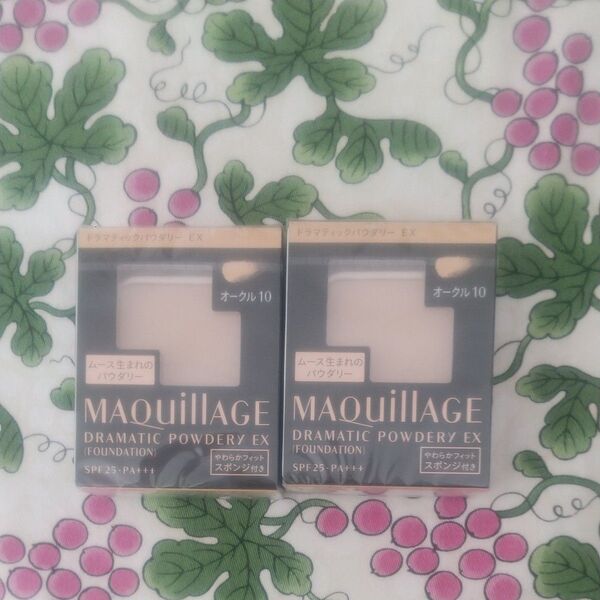 ドラマティックパウダリー EX
オークル10
ムース生まれの
パウダリー
MAQuillAGE
DRAMATIC POWDERY EX
(FOUNDATION)
SPF25・PA+++
やわらかフィット
スポンジ付き
ドラマティックパウダリー EX
オークル10
ムース生まれの
パウダリー
MAQuillAGE
DRAMATIC POWDERY EX
(FOUNDATION)
SPF25・PA+++
やわらかフィット
スポンジ付き